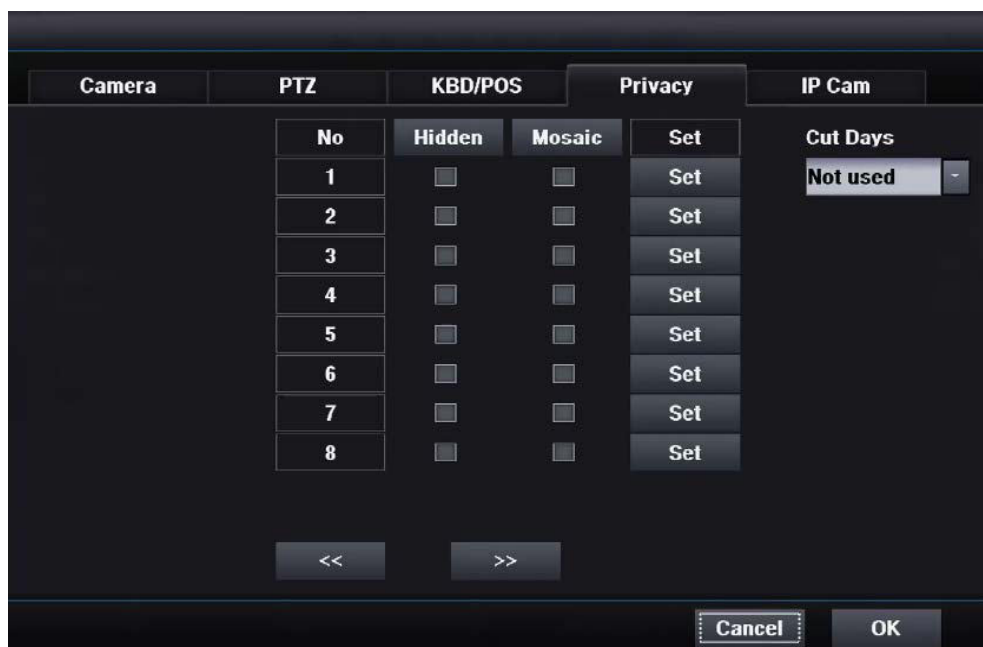 Camera PTZ KBD/POS Privacy IP Cam
No Hidden Mosaic Set Cut Days
1 Set Not used
2 Set
3 Set
4 Set
5 Set
6 Set
7 Set
8 Set
<< >>
Cancel OK